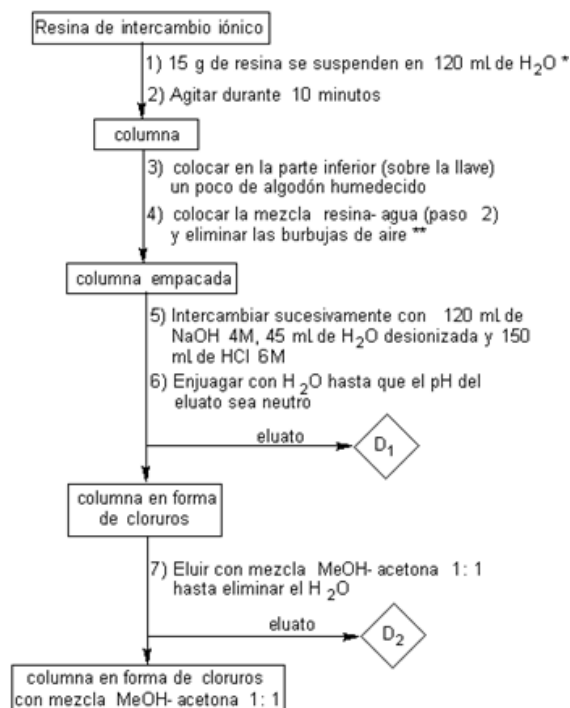 Resina de intercambio iónico
1) 15 g de resina se suspenden en 120 ml de H2O *
2) Agitar durante 10 minutos
columna
3) colocar en la parte inferior (sobre la llave)
un poco de algodón humedecido
4) colocar la mezcla resina-agua (paso 2)
y eliminar las burbujas de aire **
columna empacada
5) Intercambiar sucesivamente con 120 ml de
NaOH 4M, 45 ml de H2O desionizada y 150
ml de HCl 6M
6) Enjuagar con H2O hasta que el pH del
eluato sea neutro
eluato
D1
columna en forma
de cloruros
7) Eluir con mezcla MeOH-acetona 1:1
hasta eliminar el H2O
eluato
D2
columna en forma de cloruros
con mezcla MeOH-acetona 1:1